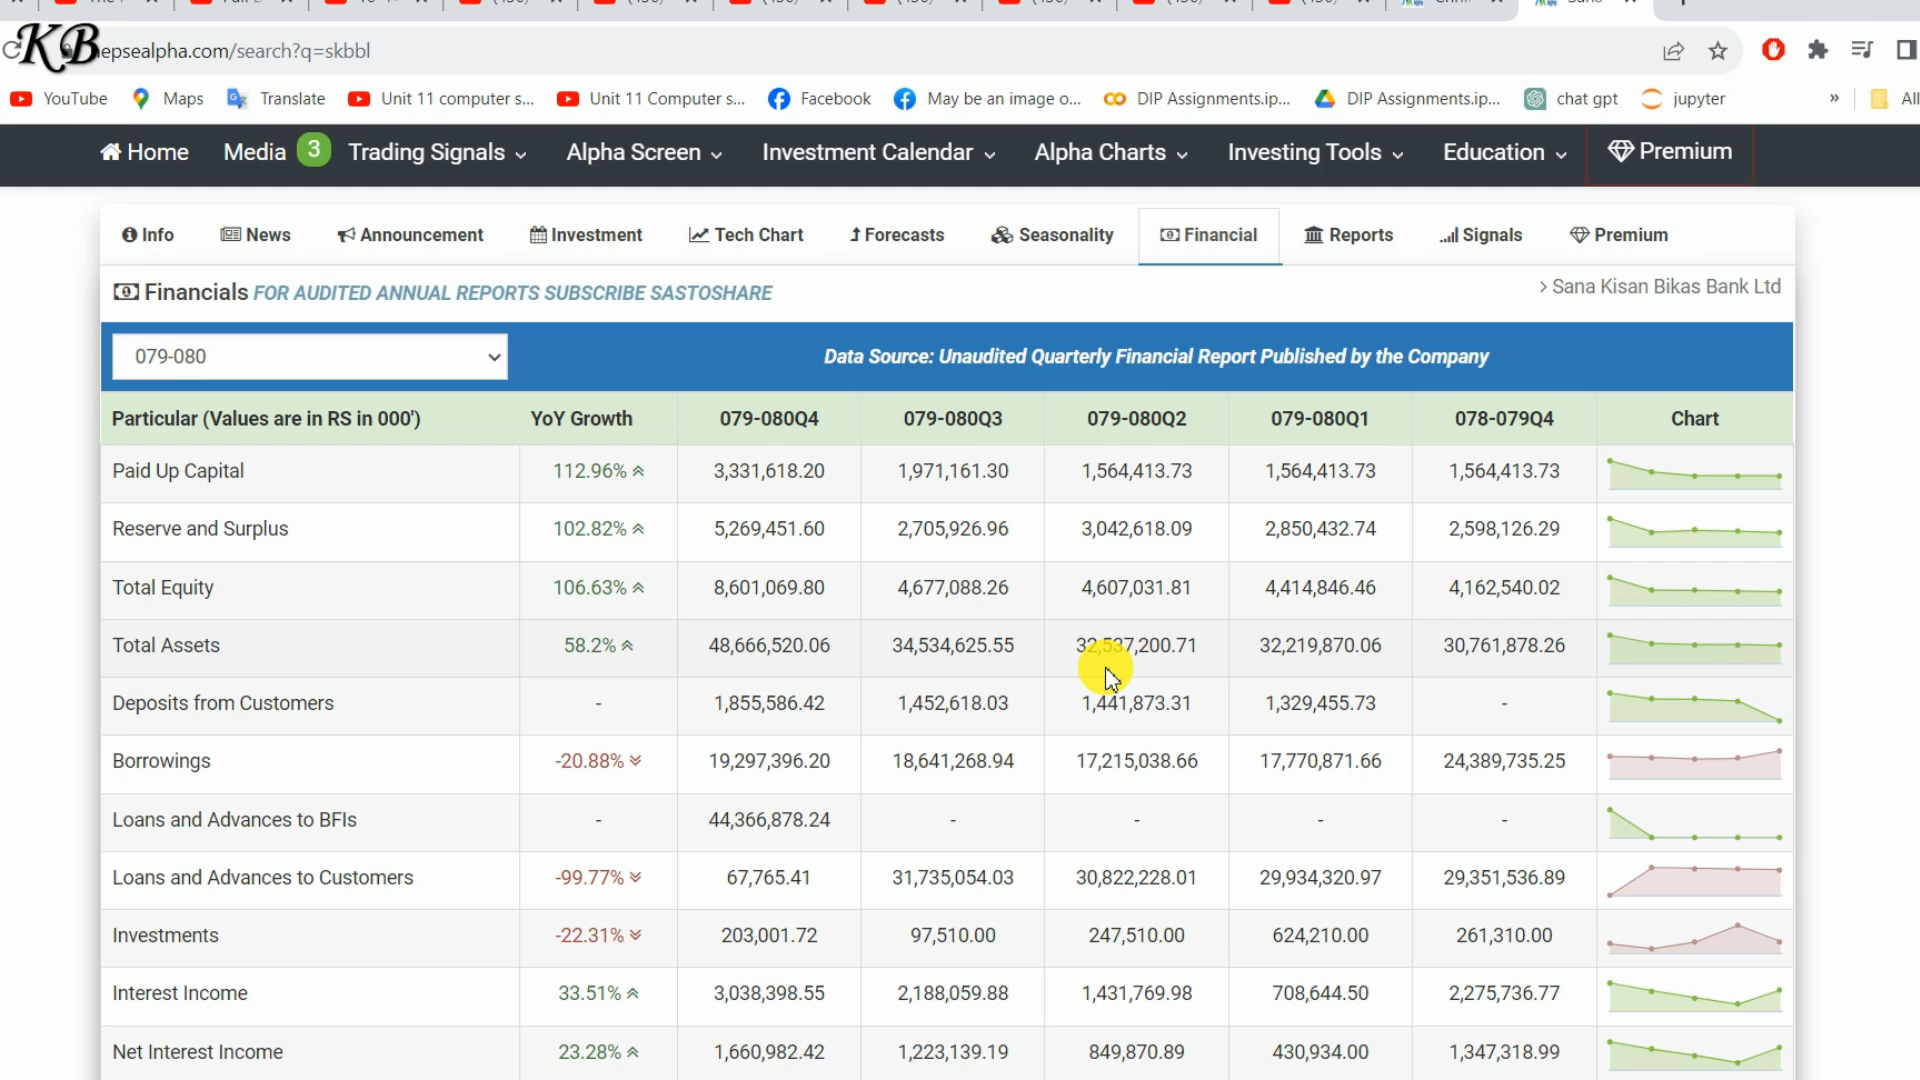 KB
epsealpha.com/search?q=skbbl
YouTube Maps Translate Unit 11 computer s... Unit 11 Computer s... Facebook May be an image o... DIP Assignments.ip... DIP Assignments.ip... chat gpt jupyter » All
Home Media 3 Trading Signals Alpha Screen Investment Calendar Alpha Charts Investing Tools Education Premium
Info News Announcement Investment Tech Chart Forecasts Seasonality Financial Reports Signals Premium
Financials FOR AUDITED ANNUAL REPORTS SUBSCRIBE SASTOSHARE
> Sana Kisan Bikas Bank Ltd
079-080 Data Source: Unaudited Quarterly Financial Report Published by the Company
Particular (Values are in RS in 000') YoY Growth 079-080Q4 079-080Q3 079-080Q2 079-080Q1 078-079Q4 Chart
Paid Up Capital 112.96% 3,331,618.20 1,971,161.30 1,564,413.73 1,564,413.73 1,564,413.73
Reserve and Surplus 102.82% 5,269,451.60 2,705,926.96 3,042,618.09 2,850,432.74 2,598,126.29
Total Equity 106.63% 8,601,069.80 4,677,088.26 4,607,031.81 4,414,846.46 4,162,540.02
Total Assets 58.2% 48,666,520.06 34,534,625.55 32,537,200.71 32,219,870.06 30,761,878.26
Deposits from Customers - 1,855,586.42 1,452,618.03 1,441,873.31 1,329,455.73 -
Borrowings -20.88% 19,297,396.20 18,641,268.94 17,215,038.66 17,770,871.66 24,389,735.25
Loans and Advances to BFIs - 44,366,878.24 - - - -
Loans and Advances to Customers -99.77% 67,765.41 31,735,054.03 30,822,228.01 29,934,320.97 29,351,536.89
Investments -22.31% 203,001.72 97,510.00 247,510.00 624,210.00 261,310.00
Interest Income 33.51% 3,038,398.55 2,188,059.88 1,431,769.98 708,644.50 2,275,736.77
Net Interest Income 23.28% 1,660,982.42 1,223,139.19 849,870.89 430,934.00 1,347,318.99